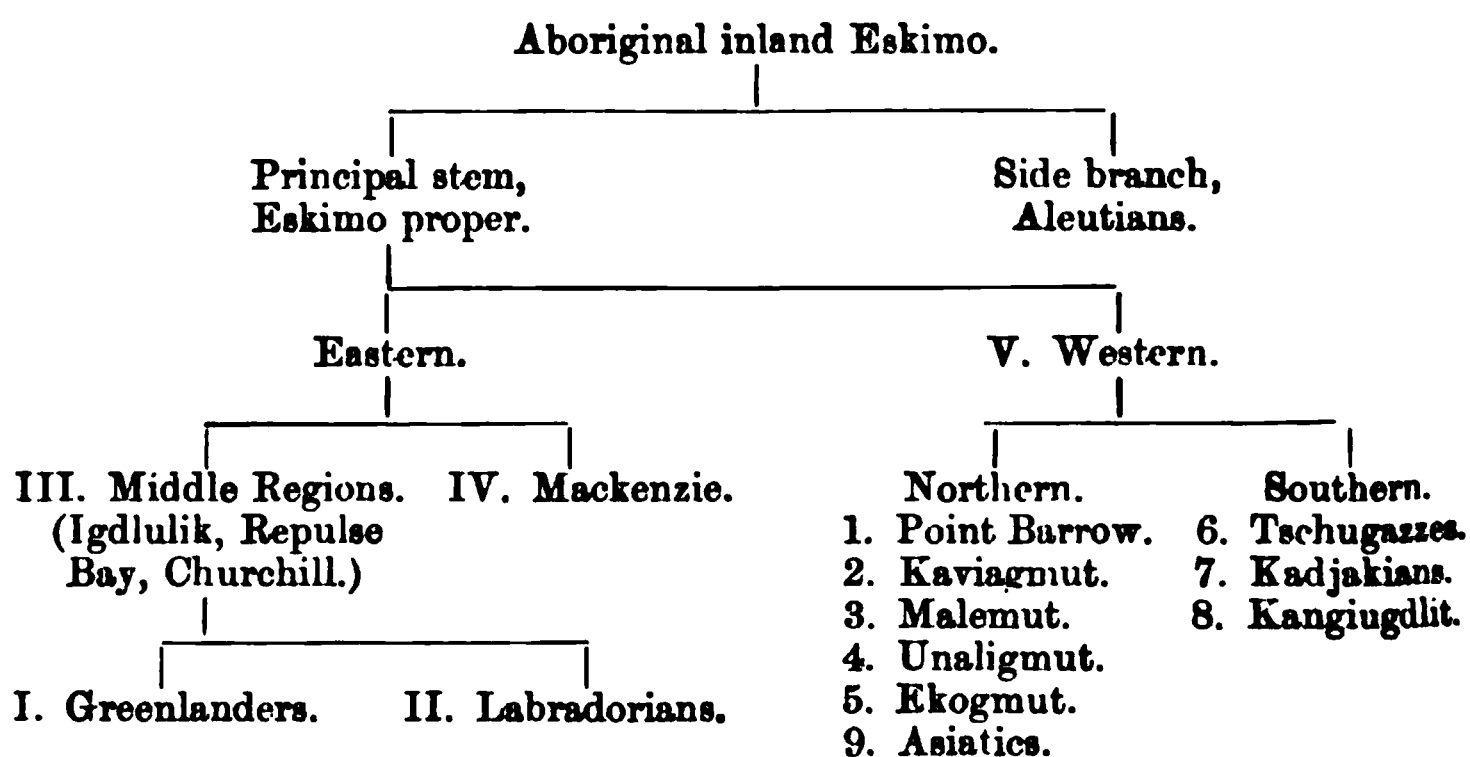 Aboriginal inland Eskimo.
Principal stem,
Eskimo proper.
Side branch,
Aleutians.
Eastern.
V. Western.
III. Middle Regions.
(Igdlulik, Repulse
Bay, Churchill.)
IV. Mackenzie.
I. Greenlanders.
II. Labradorians.
Northern.
1. Point Barrow.
2. Kaviagmut.
3. Malemut.
4. Unaligmut.
5. Ekogmut.
9. Asiatics.
Southern.
6. Tschugazzes.
7. Kadjakians.
8. Kangiugdlit.